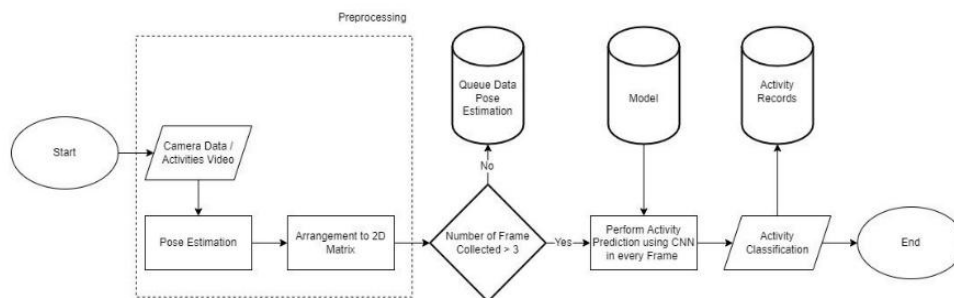 Preprocessing
Queue Data
Pose
Estimation
Model
Activity
Records
Start
Camera Data /
Activities Video
No
Pose Estimation
Arrangement to 2D
Matrix
Number of Frame
Collected > 3
Yes
Perform Activity
Prediction using CNN
in every Frame
Activity
Classification
End